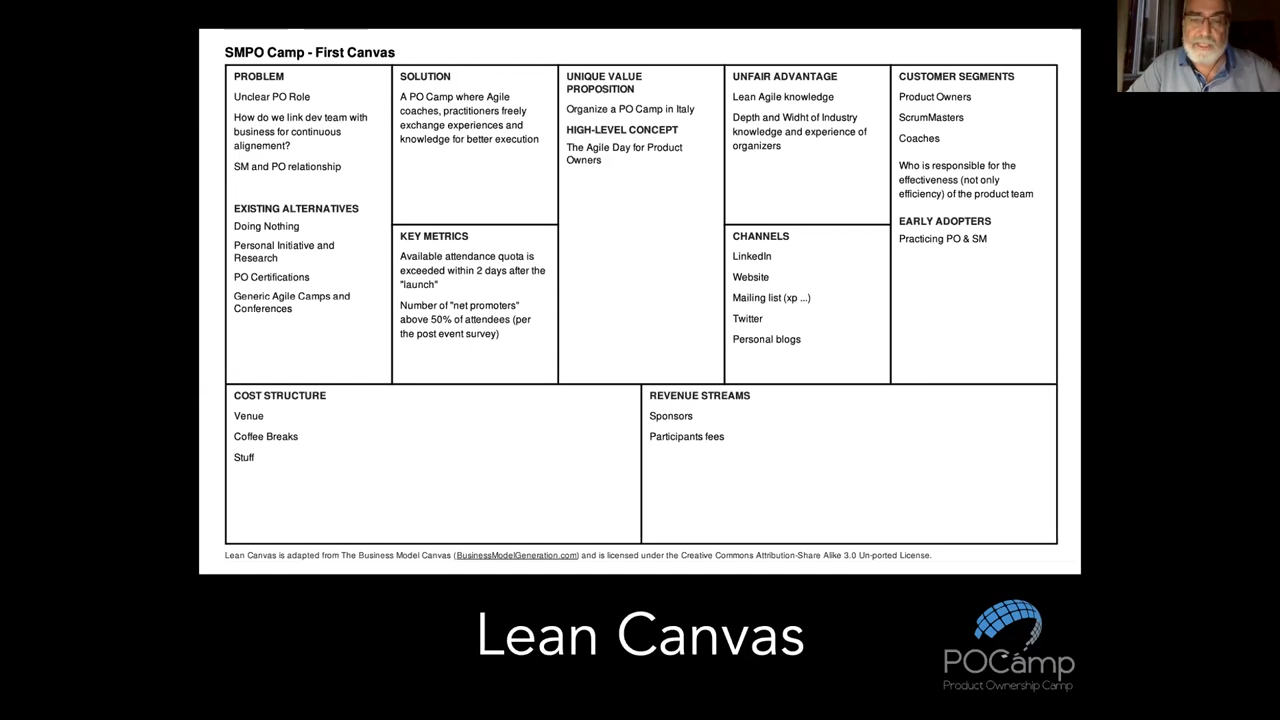 SMPO Camp - First Canvas
PROBLEM
Unclear PO Role
How do we link dev team with
business for continuous
alignement?
SM and PO relationship
EXISTING ALTERNATIVES
Doing Nothing
Personal Initiative and
Research
PO Certifications
Generic Agile Camps and
Conferences
SOLUTION
A PO Camp where Agile
coaches, practitioners freely
exchange experiences and
knowledge for better execution
KEY METRICS
Available attendance quota is
exceeded within 2 days after the
"launch"
Number of "net promoters"
above 50% of attendees (per
the post event survey)
UNIQUE VALUE
PROPOSITION
Organize a PO Camp in Italy
HIGH-LEVEL CONCEPT
The Agile Day for Product
Owners
UNFAIR ADVANTAGE
Lean Agile knowledge
Depth and Widht of Industry
knowledge and experience of
organizers
CHANNELS
LinkedIn
Website
Mailing list (xp ...)
Twitter
Personal blogs
CUSTOMER SEGMENTS
Product Owners
ScrumMasters
Coaches
Who is responsible for the
effectiveness (not only
efficiency) of the product team
EARLY ADOPTERS
Practicing PO & SM
COST STRUCTURE
Venue
Coffee Breaks
Stuff
REVENUE STREAMS
Sponsors
Participants fees
Lean Canvas is adapted from The Business Model Canvas (BusinessModelGeneration.com) and is licensed under the Creative Commons Attribution-Share Alike 3.0 Un-ported License.
Lean Canvas
POCámp
Product Ownership Camp